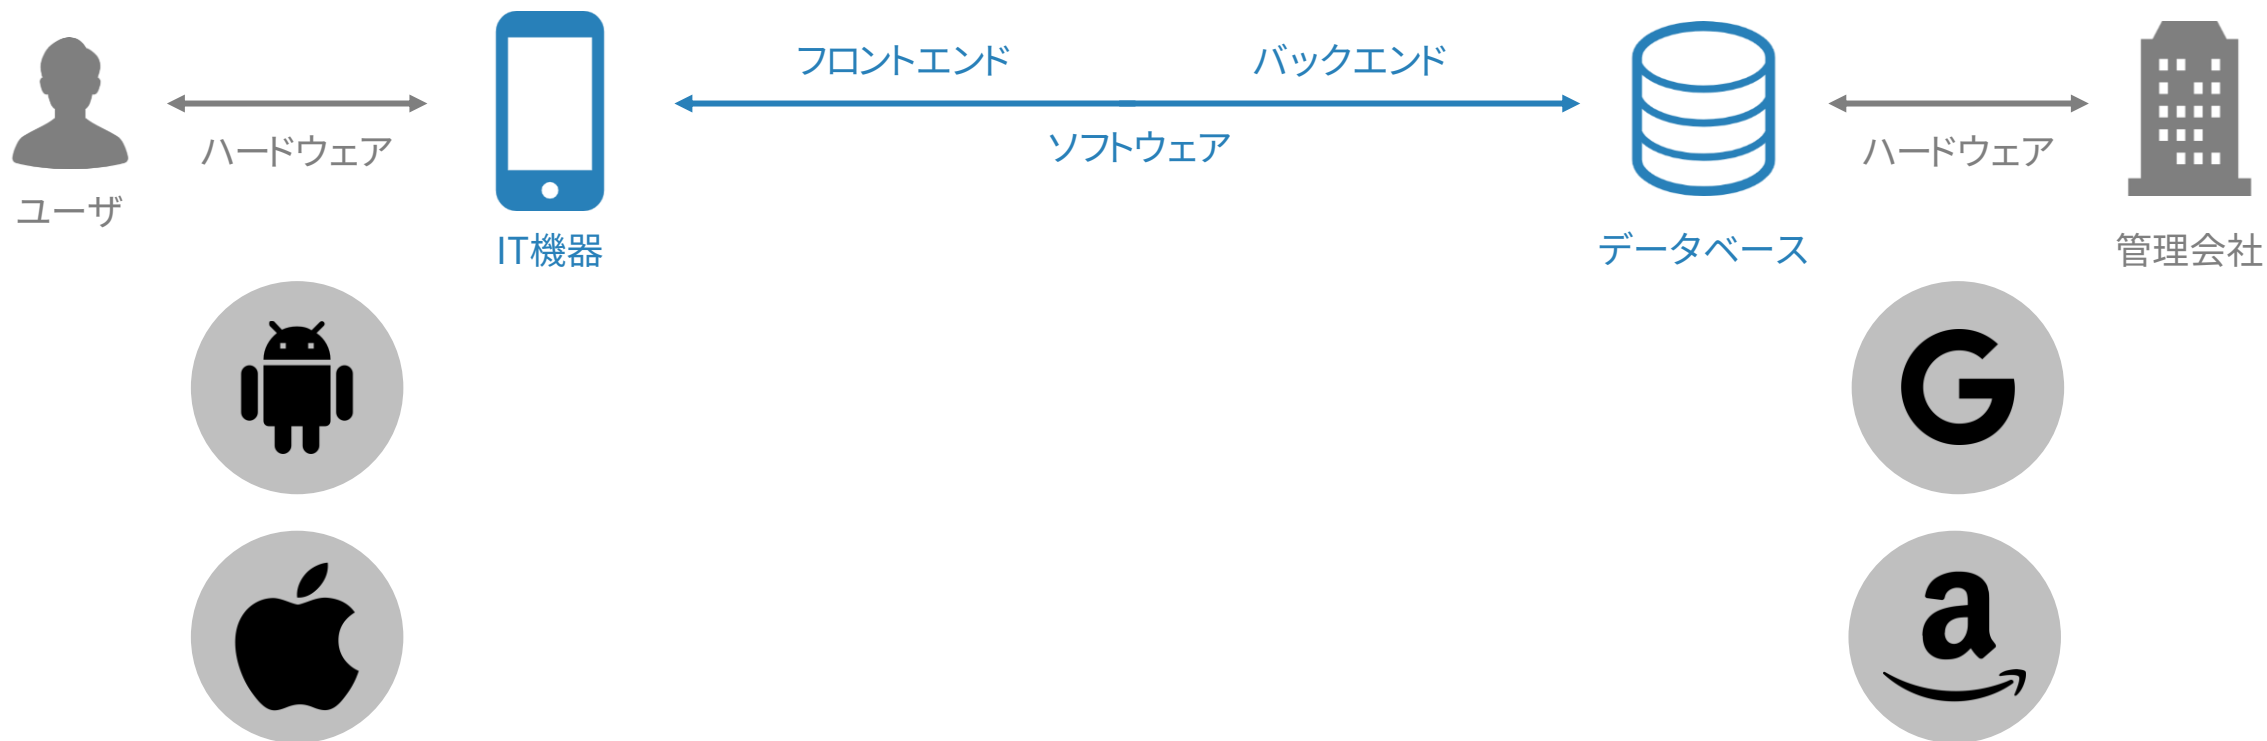 フロントエンド
バックエンド
ハードウェア
ソフトウェア
ハードウェア
ユーザ
IT機器
データベース
管理会社